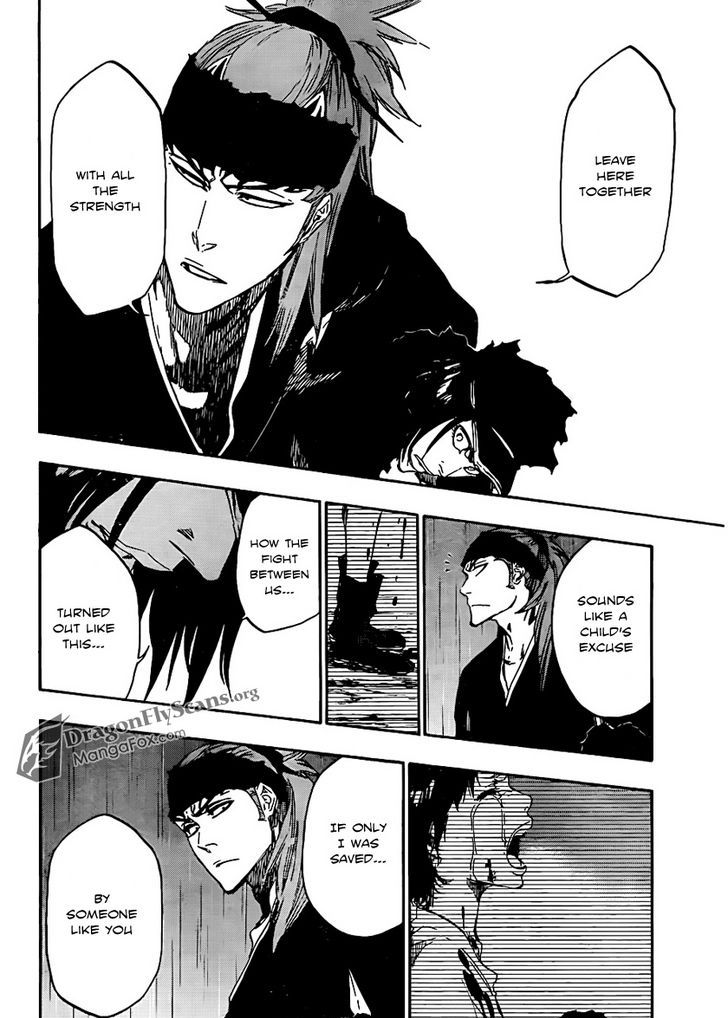 LEAVE
HERE
TOGETHER
WITH ALL
THE
STRENGTH
SOUNDS
LIKE A
CHILD'S
EXCUSE
HOW THE
FIGHT
BETWEEN
US...
TURNED
OUT LIKE
THIS...
DragonFlyScans.org
MangaFox.com
IF ONLY
I WAS
SAVED...
BY
SOMEONE
LIKE YOU